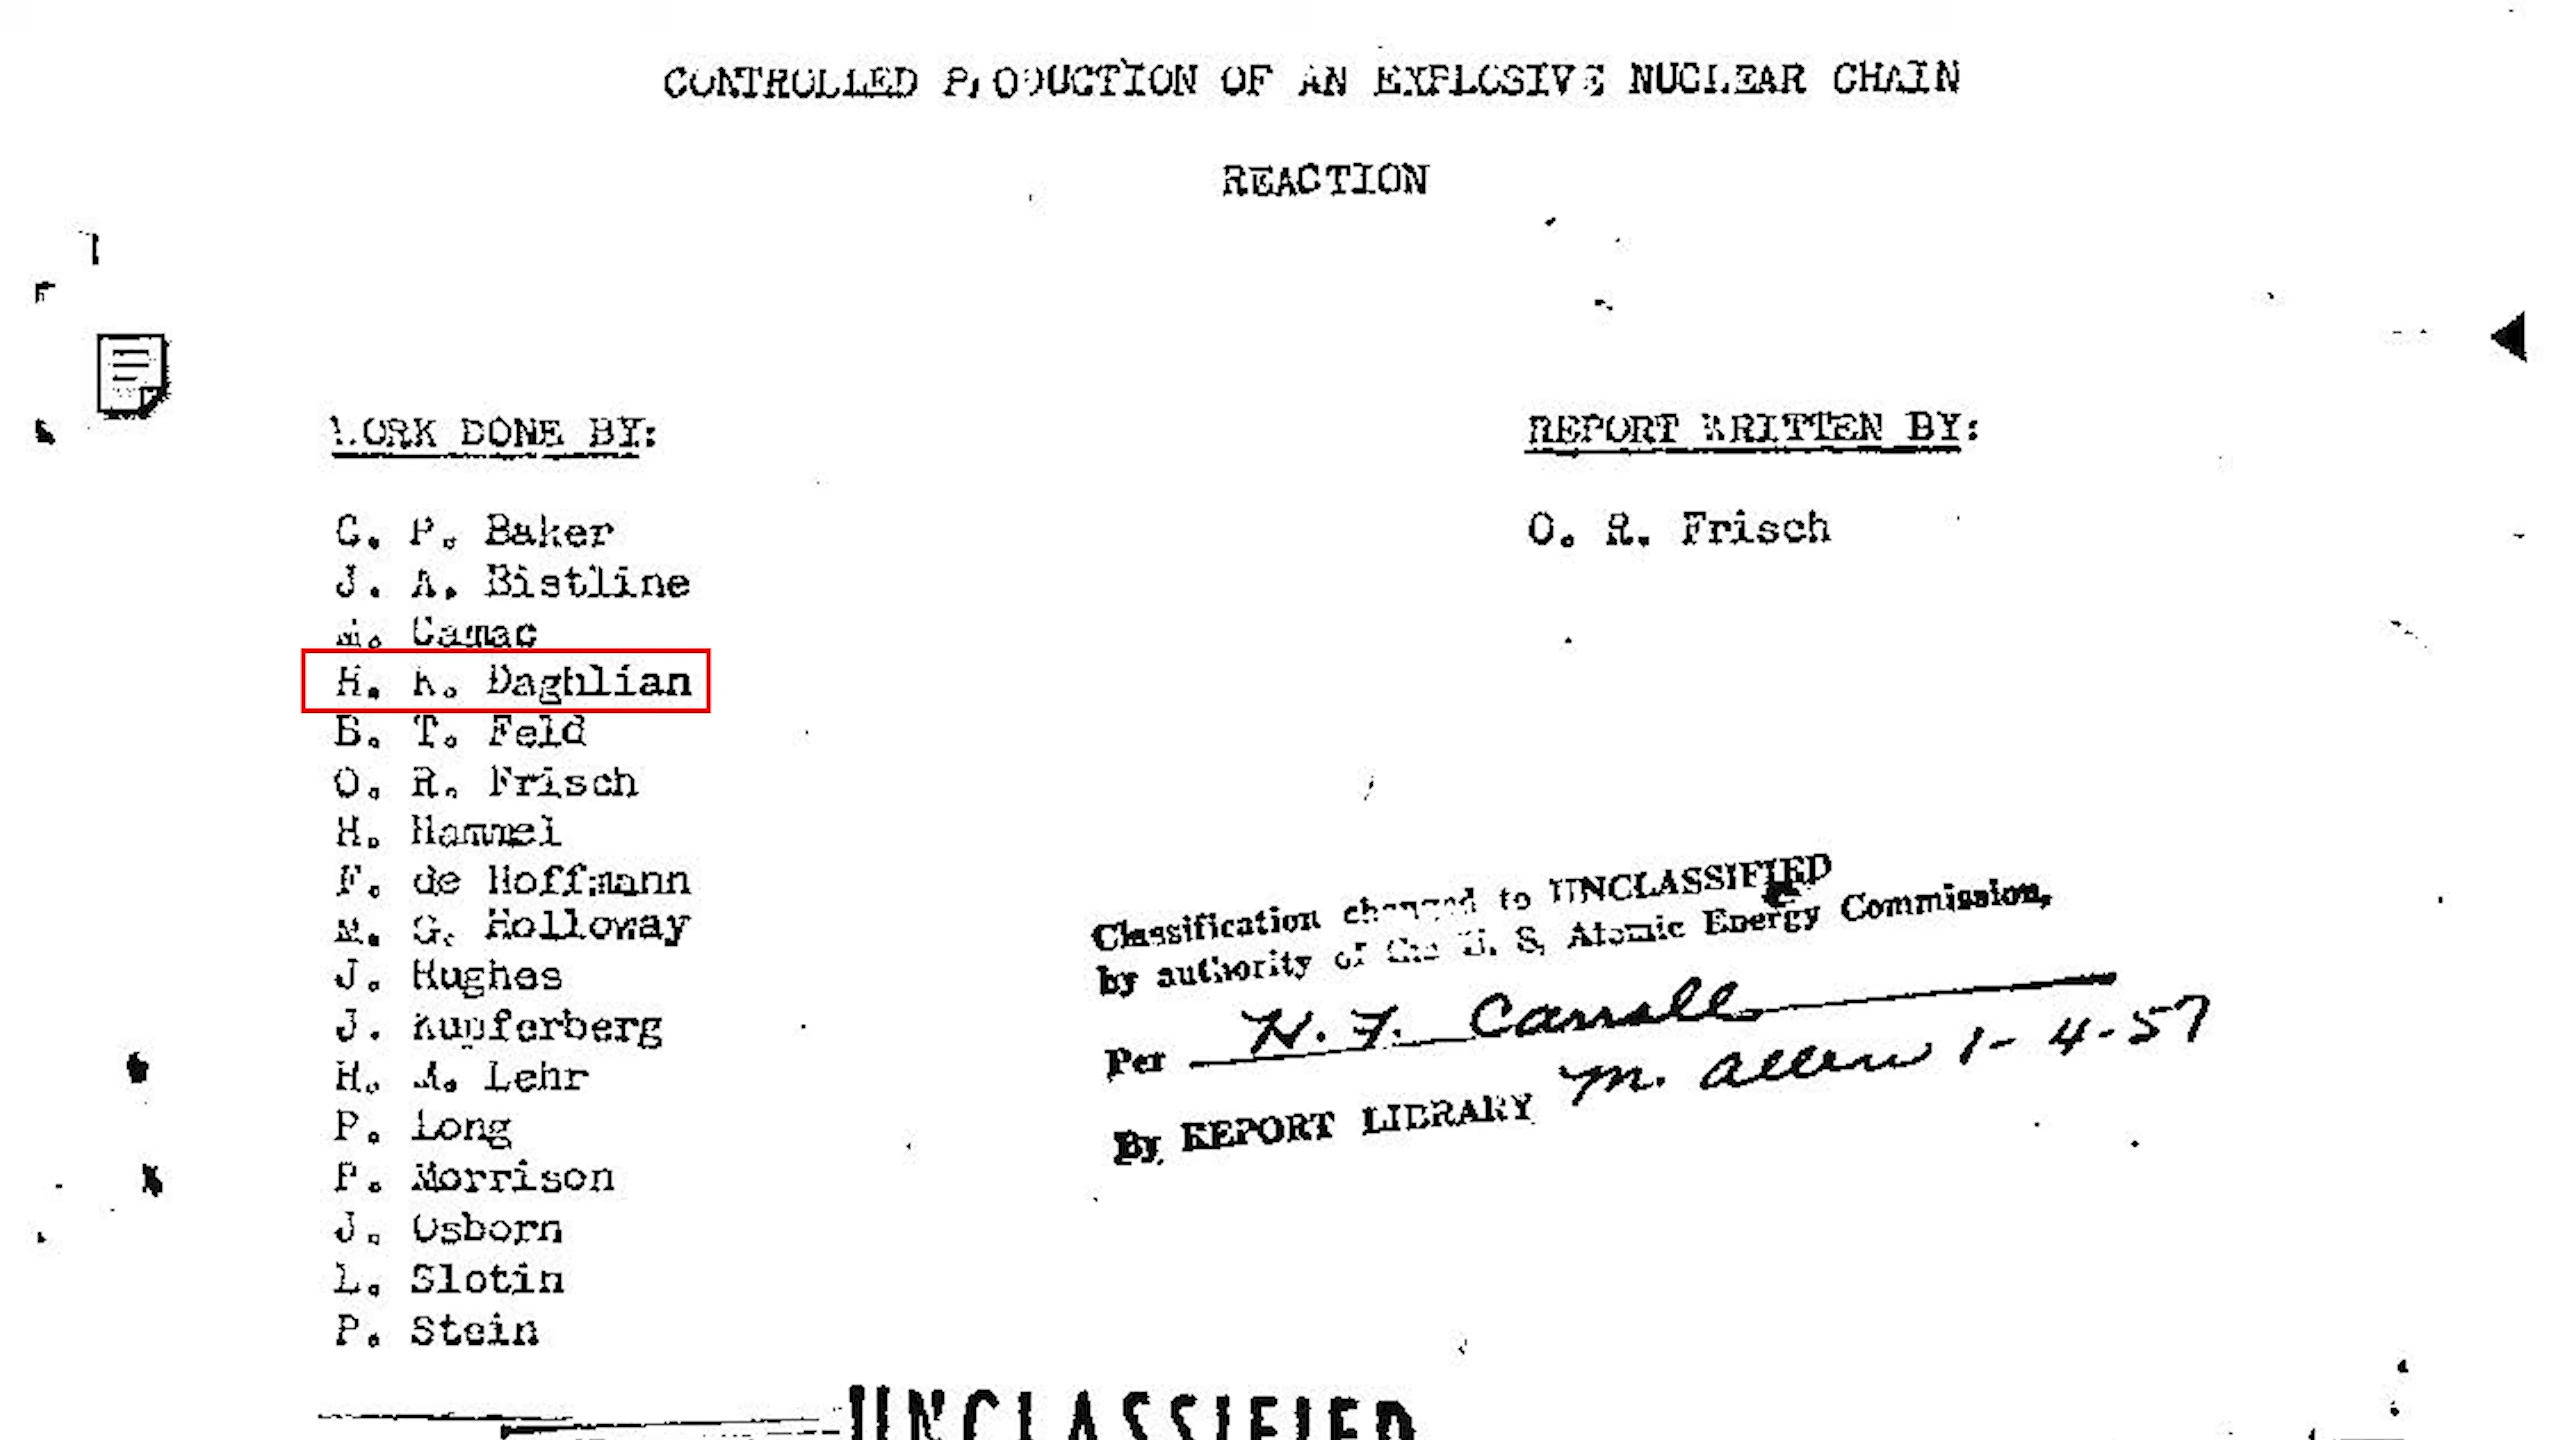 CONTROLLED PRODUCTION OF AN EXPLOSIVE NUCLEAR CHAIN
REACTION
WORK DONE BY:
C. P. Baker
J. A. Bistline
M. Camac
H. K. Daghlian
B. T. Feld
O. R. Frisch
H. Hammel
F. de Hoffmann
M. G. Holloway
J. Hughes
J. Kupferberg
H. M. Lehr
P. Long
P. Morrison
J. Osborn
L. Slotin
P. Stein
REPORT WRITTEN BY:
O. R. Frisch
Classification changed to UNCLASSIFIED
by authority of the U. S. Atomic Energy Commission,
Per H. F. Carroll
By REPORT LIBRARY M. Allen 1-4-57
UNCLASSIFIED